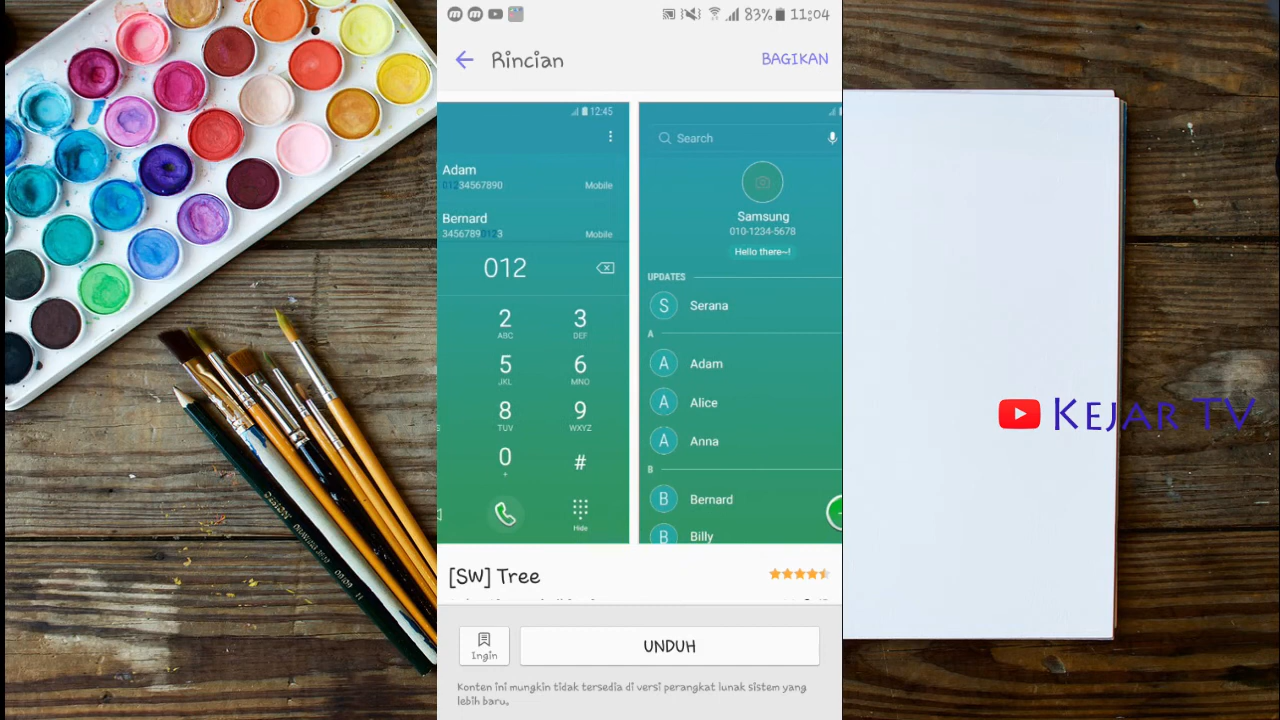 83% 11:04
Rincian
BAGIKAN
12:45
Adam
01234567890
Mobile
Bernard
34567890123
Mobile
012
2
ABC
3
DEF
5
JKL
6
MNO
8
TUV
9
WXYZ
0
+
#
Hide
Search
Samsung
010-1234-5678
Hello there~!
UPDATES
S
Serana
A
A
Adam
A
Alice
A
Anna
B
B
Bernard
B
Billy
[SW] Tree
Ingin
UNDUH
Konten ini mungkin tidak tersedia di versi perangkat lunak sistem yang
lebih baru.
KEJAR TV